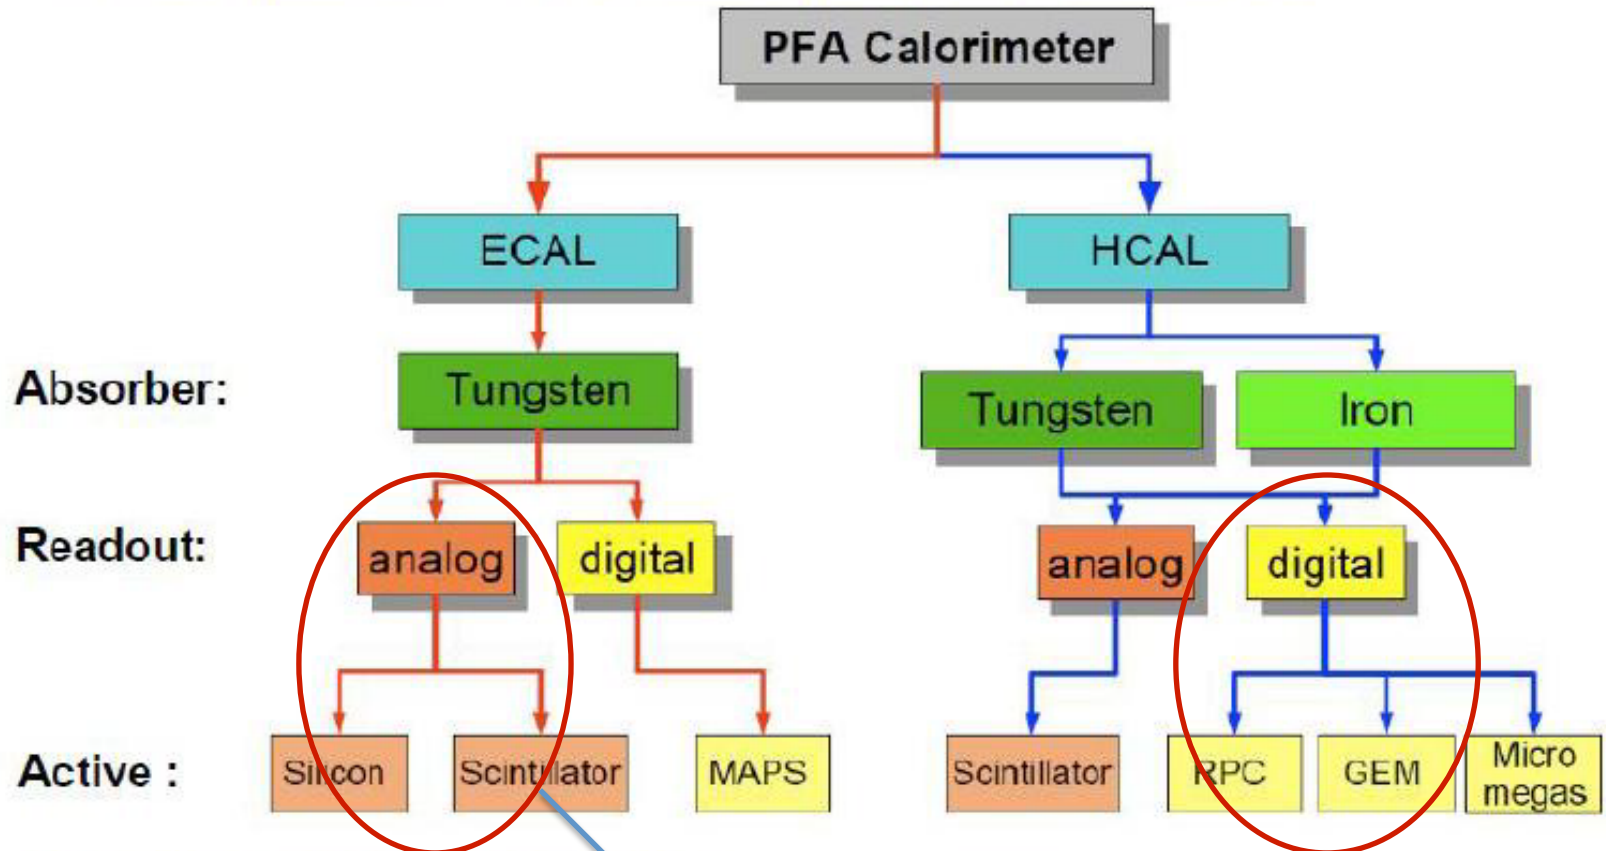 PFA Calorimeter
ECAL
HCAL
Absorber:
Tungsten
Tungsten
Iron
Readout:
analog
digital
analog
digital
Active :
Silicon
Scintillator
MAPS
Scintillator
RPC
GEM
Micro
megas